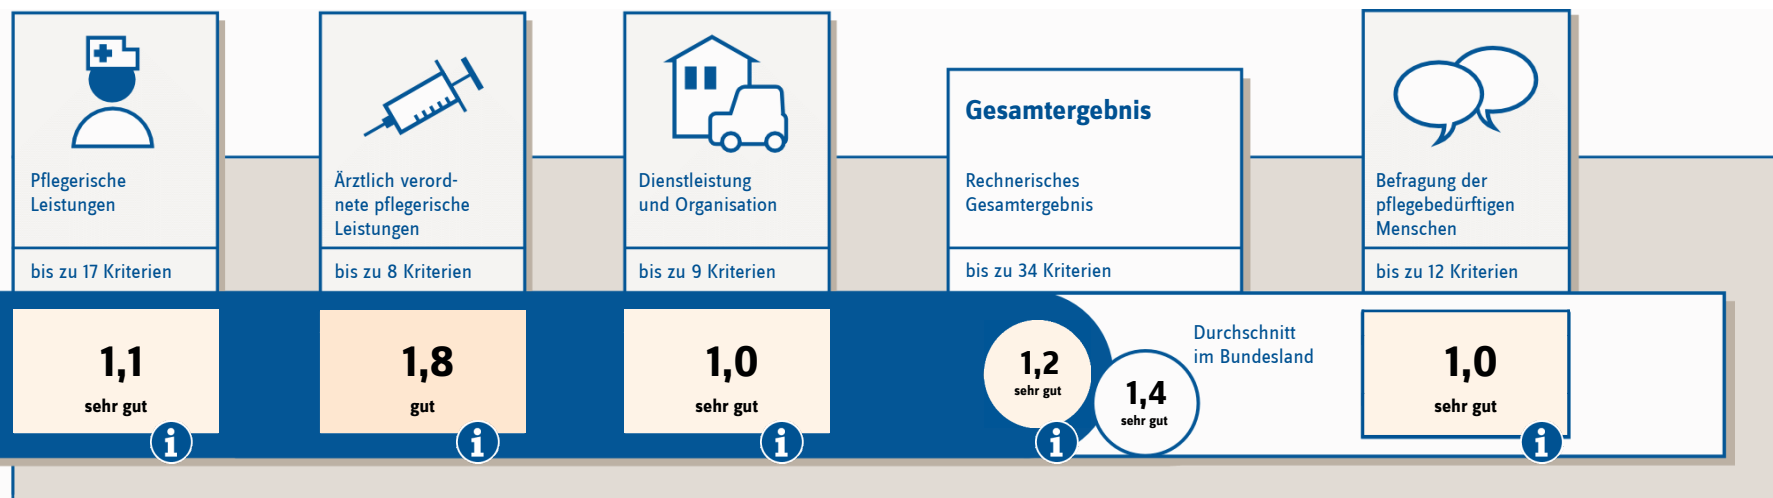 Pflegerische
Leistungen
bis zu 17 Kriterien
1,1
sehr gut
i
Ärztlich verord-
nete pflegerische
Leistungen
bis zu 8 Kriterien
1,8
gut
i
Dienstleistung
und Organisation
bis zu 9 Kriterien
1,0
sehr gut
i
Gesamtergebnis
Rechnerisches
Gesamtergebnis
bis zu 34 Kriterien
1,2
sehr gut
i
1,4
sehr gut
Durchschnitt
im Bundesland
Befragung der
pflegebedürftigen
Menschen
bis zu 12 Kriterien
1,0
sehr gut
i